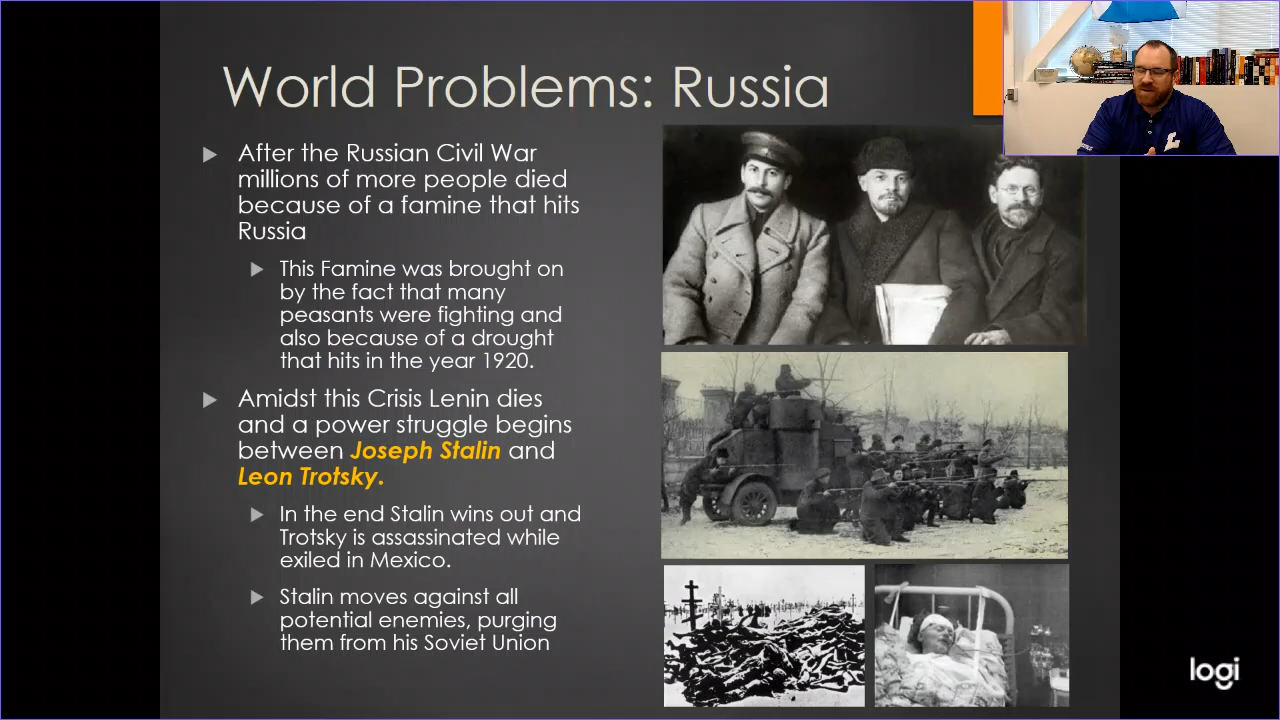 World Problems: Russia
After the Russian Civil War
millions of more people died
because of a famine that hits
Russia
This Famine was brought on
by the fact that many
peasants were fighting and
also because of a drought
that hits in the year 1920.
Amidst this Crisis Lenin dies
and a power struggle begins
between Joseph Stalin and
Leon Trotsky.
In the end Stalin wins out and
Trotsky is assassinated while
exiled in Mexico.
Stalin moves against all
potential enemies, purging
them from his Soviet Union
logi